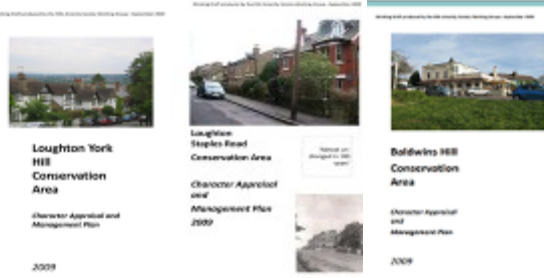 Loughton York
Hill
Conservation
Area
Character Appraisal and
Management Plan
2009
Loughton
Staples Road
Conservation Area
Character Appraisal
and
Management Plan
2009
Baldwins Hill
Conservation
Area
Character Appraisal
and
Management Plan
2009